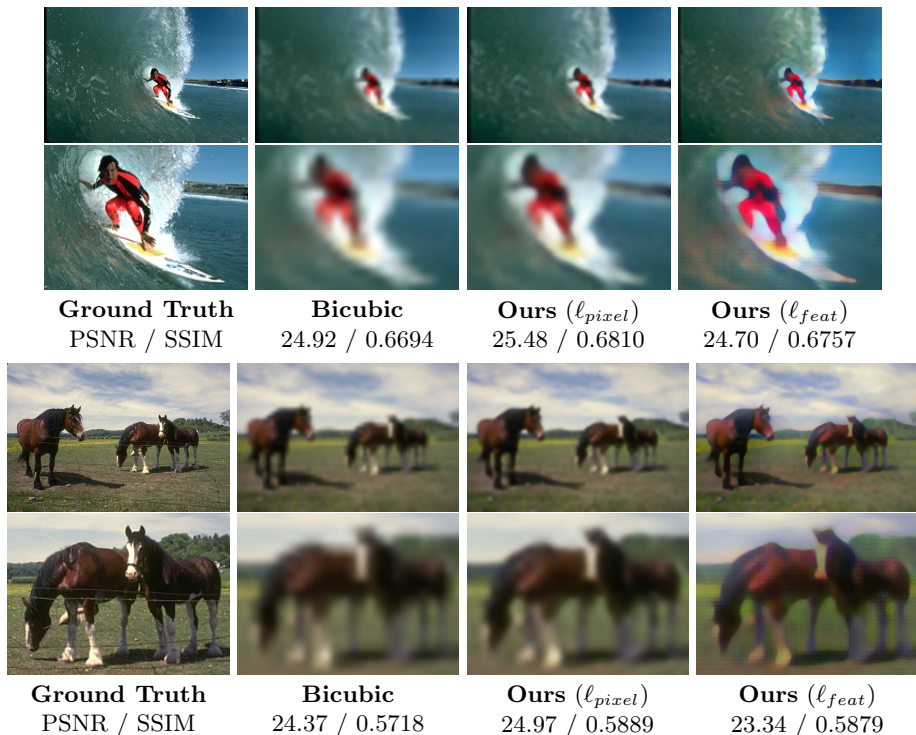 Ground Truth Bicubic Ours (ℓpixel) Ours (ℓfeat)
PSNR / SSIM 24.92 / 0.6694 25.48 / 0.6810 24.70 / 0.6757
Ground Truth Bicubic Ours (ℓpixel) Ours (ℓfeat)
PSNR / SSIM 24.37 / 0.5718 24.97 / 0.5889 23.34 / 0.5879